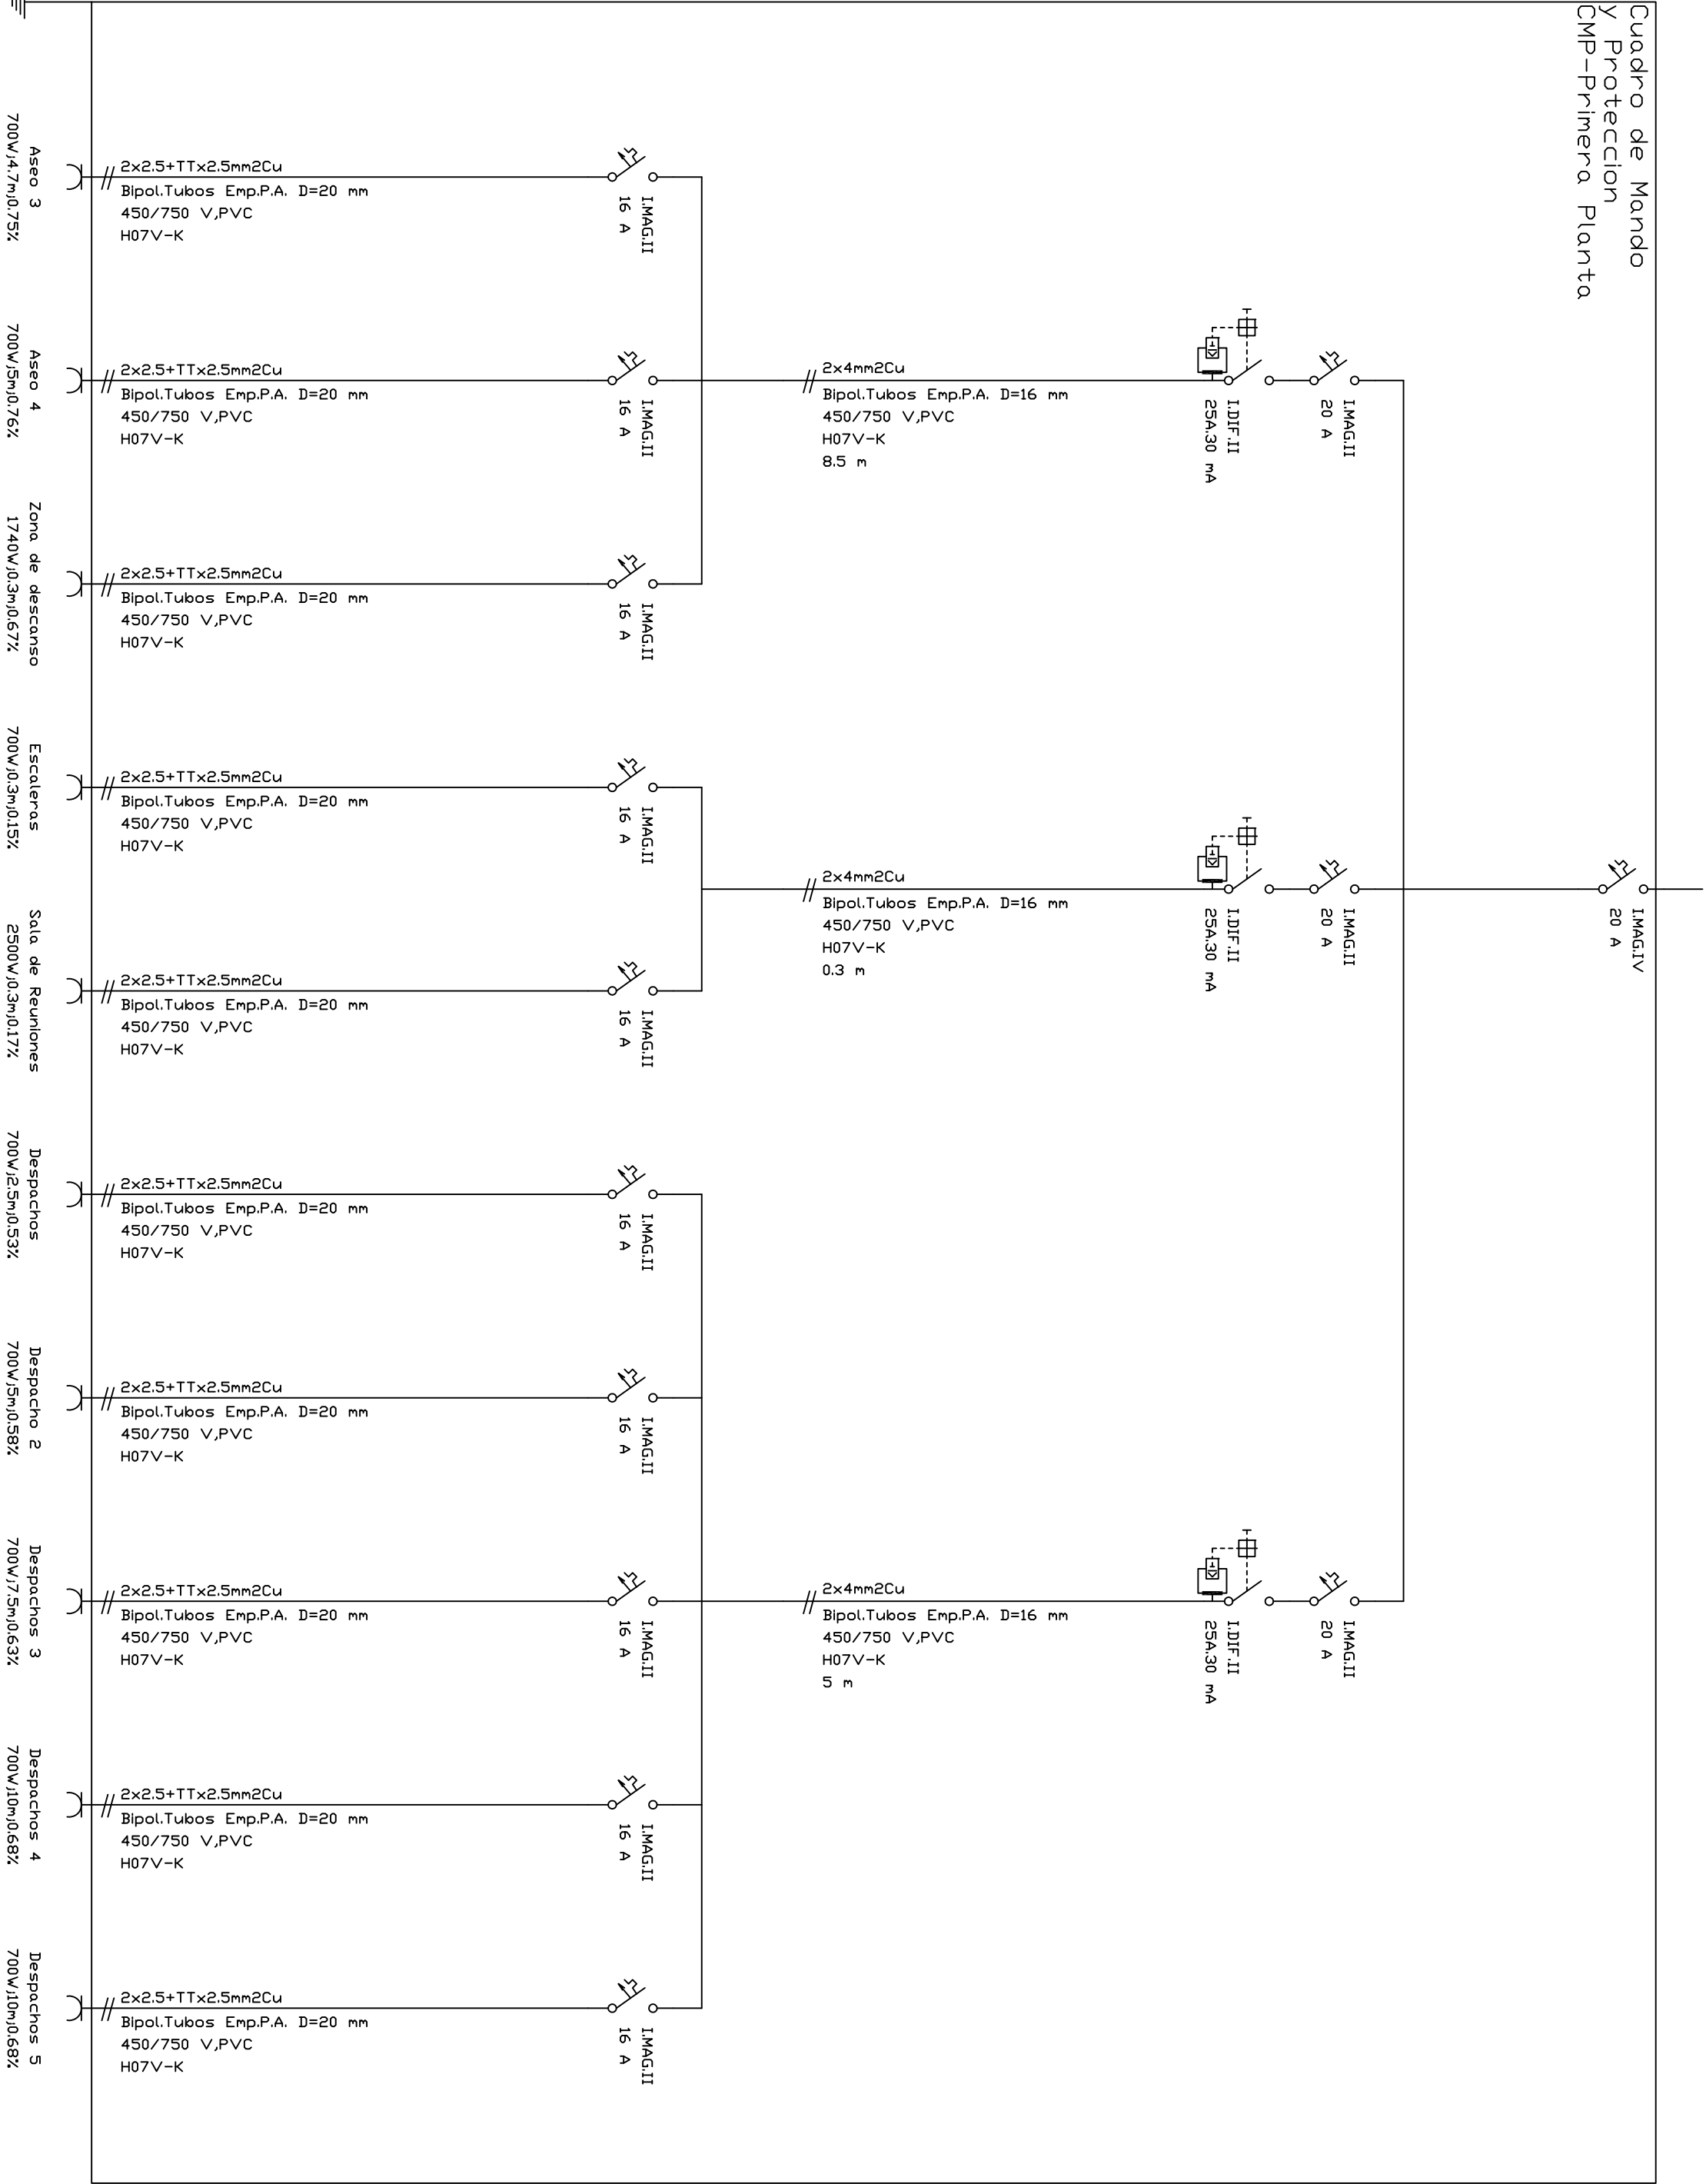 Cuadro de Mando
y Proteccion
CMP-Primera Planta
I.MAG.IV
20 A
I.MAG.II
20 A
I.DIF.II
25A.30 mA
2x4mm2Cu
Bipol.Tubos Emp.P.A. D=16 mm
450/750 V,PVC
H07V-K
8.5 m
I.MAG.II
20 A
I.DIF.II
25A.30 mA
2x4mm2Cu
Bipol.Tubos Emp.P.A. D=16 mm
450/750 V,PVC
H07V-K
0.3 m
I.MAG.II
20 A
I.DIF.II
25A.30 mA
2x4mm2Cu
Bipol.Tubos Emp.P.A. D=16 mm
450/750 V,PVC
H07V-K
5 m
I.MAG.II
16 A
2x2.5+TTx2.5mm2Cu
Bipol.Tubos Emp.P.A. D=20 mm
450/750 V,PVC
H07V-K
Aseo 3
700W;4.7m;0.75%
I.MAG.II
16 A
2x2.5+TTx2.5mm2Cu
Bipol.Tubos Emp.P.A. D=20 mm
450/750 V,PVC
H07V-K
Aseo 4
700W;5m;0.76%
I.MAG.II
16 A
2x2.5+TTx2.5mm2Cu
Bipol.Tubos Emp.P.A. D=20 mm
450/750 V,PVC
H07V-K
Zona de descanso
1740W;0.3m;0.67%
I.MAG.II
16 A
2x2.5+TTx2.5mm2Cu
Bipol.Tubos Emp.P.A. D=20 mm
450/750 V,PVC
H07V-K
Escaleras
700W;0.3m;0.15%
I.MAG.II
16 A
2x2.5+TTx2.5mm2Cu
Bipol.Tubos Emp.P.A. D=20 mm
450/750 V,PVC
H07V-K
Sala de Reuniones
2500W;0.3m;0.17%
I.MAG.II
16 A
2x2.5+TTx2.5mm2Cu
Bipol.Tubos Emp.P.A. D=20 mm
450/750 V,PVC
H07V-K
Despachos
700W;2.5m;0.53%
I.MAG.II
16 A
2x2.5+TTx2.5mm2Cu
Bipol.Tubos Emp.P.A. D=20 mm
450/750 V,PVC
H07V-K
Despacho 2
700W;5m;0.58%
I.MAG.II
16 A
2x2.5+TTx2.5mm2Cu
Bipol.Tubos Emp.P.A. D=20 mm
450/750 V,PVC
H07V-K
Despachos 3
700W;7.5m;0.63%
I.MAG.II
16 A
2x2.5+TTx2.5mm2Cu
Bipol.Tubos Emp.P.A. D=20 mm
450/750 V,PVC
H07V-K
Despachos 4
700W;10m;0.68%
I.MAG.II
16 A
2x2.5+TTx2.5mm2Cu
Bipol.Tubos Emp.P.A. D=20 mm
450/750 V,PVC
H07V-K
Despachos 5
700W;10m;0.68%